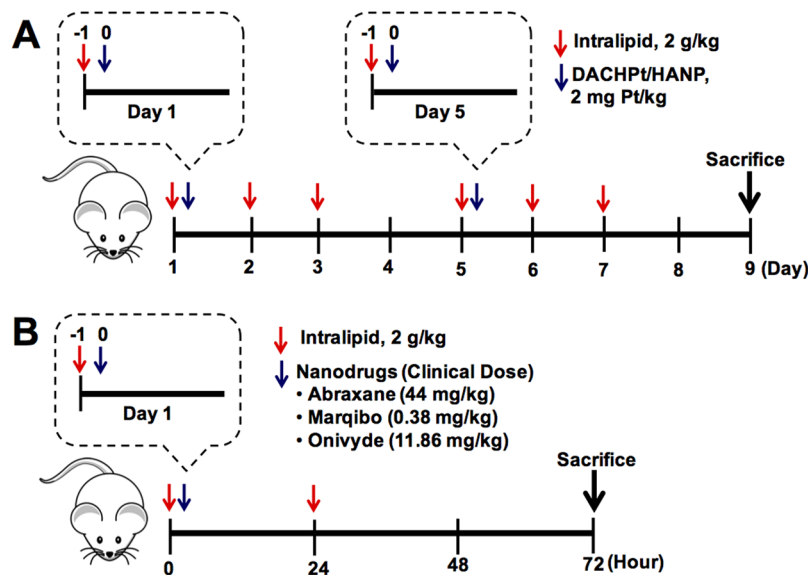 A
-1 0
Day 1
-1 0
Day 5
Intralipid, 2 g/kg
DACHPt/HANP,
2 mg Pt/kg
Sacrifice
1 2 3 4 5 6 7 8 9 (Day)
B
-1 0
Day 1
Intralipid, 2 g/kg
Nanodrugs (Clinical Dose)
• Abraxane (44 mg/kg)
• Marqibo (0.38 mg/kg)
• Onivyde (11.86 mg/kg)
Sacrifice
0 24 48 72 (Hour)